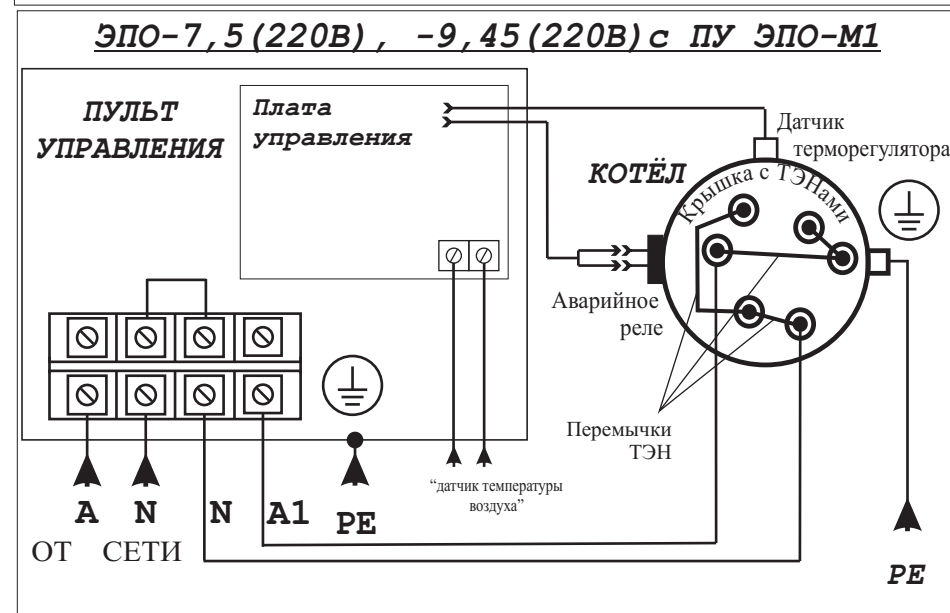 ЭПО-7,5(220В), -9,45(220В)с ПУ ЭПО-М1
ПУЛЬТ
УПРАВЛЕНИЯ
Плата
управления
КОТЁЛ
Датчик
терморегулятора
Крышка с ТЭНами
Аварийное
реле
Перемычки
ТЭН
“датчик температуры
воздуха”
A N N A1 PE
ОТ СЕТИ
PE